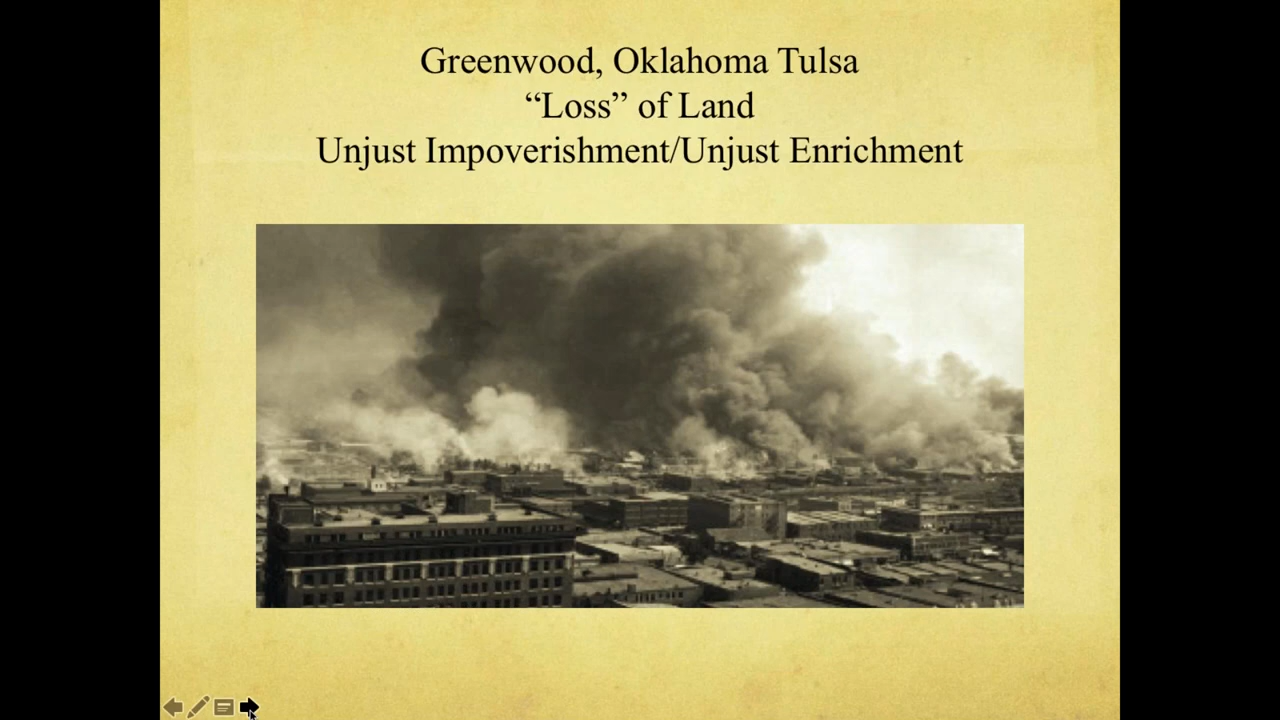 Greenwood, Oklahoma Tulsa
“Loss” of Land
Unjust Impoverishment/Unjust Enrichment